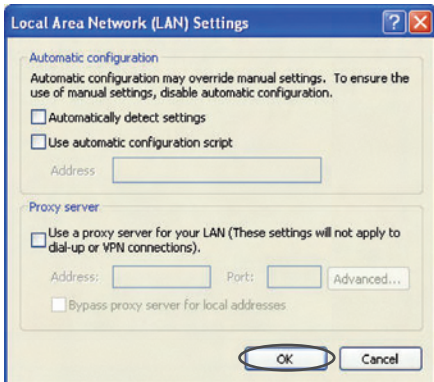 Local Area Network (LAN) Settings
Automatic configuration
Automatic configuration may override manual settings. To ensure the
use of manual settings, disable automatic configuration.
Automatically detect settings
Use automatic configuration script
Address
Proxy server
Use a proxy server for your LAN (These settings will not apply to
dial-up or VPN connections).
Address: Port: Advanced...
Bypass proxy server for local addresses
OK Cancel